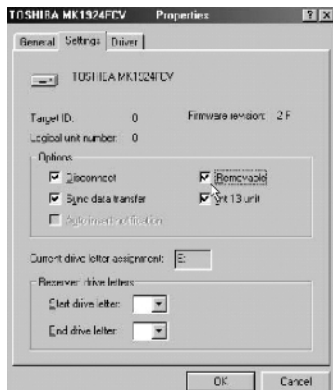 TOSHIBA MK1924FCV Properties
General Settings Driver
TOSHIBA MK1924FCV
Target ID: 0 Firmware revision: 2 F
Logical unit number: 0
Options
Disconnect Removable
Sync data transfer Int 13 unit
Auto insert notification
Current drive letter assignment: E:
Reserver drive letters
Start drive letter:
End drive letter:
OK Cancel